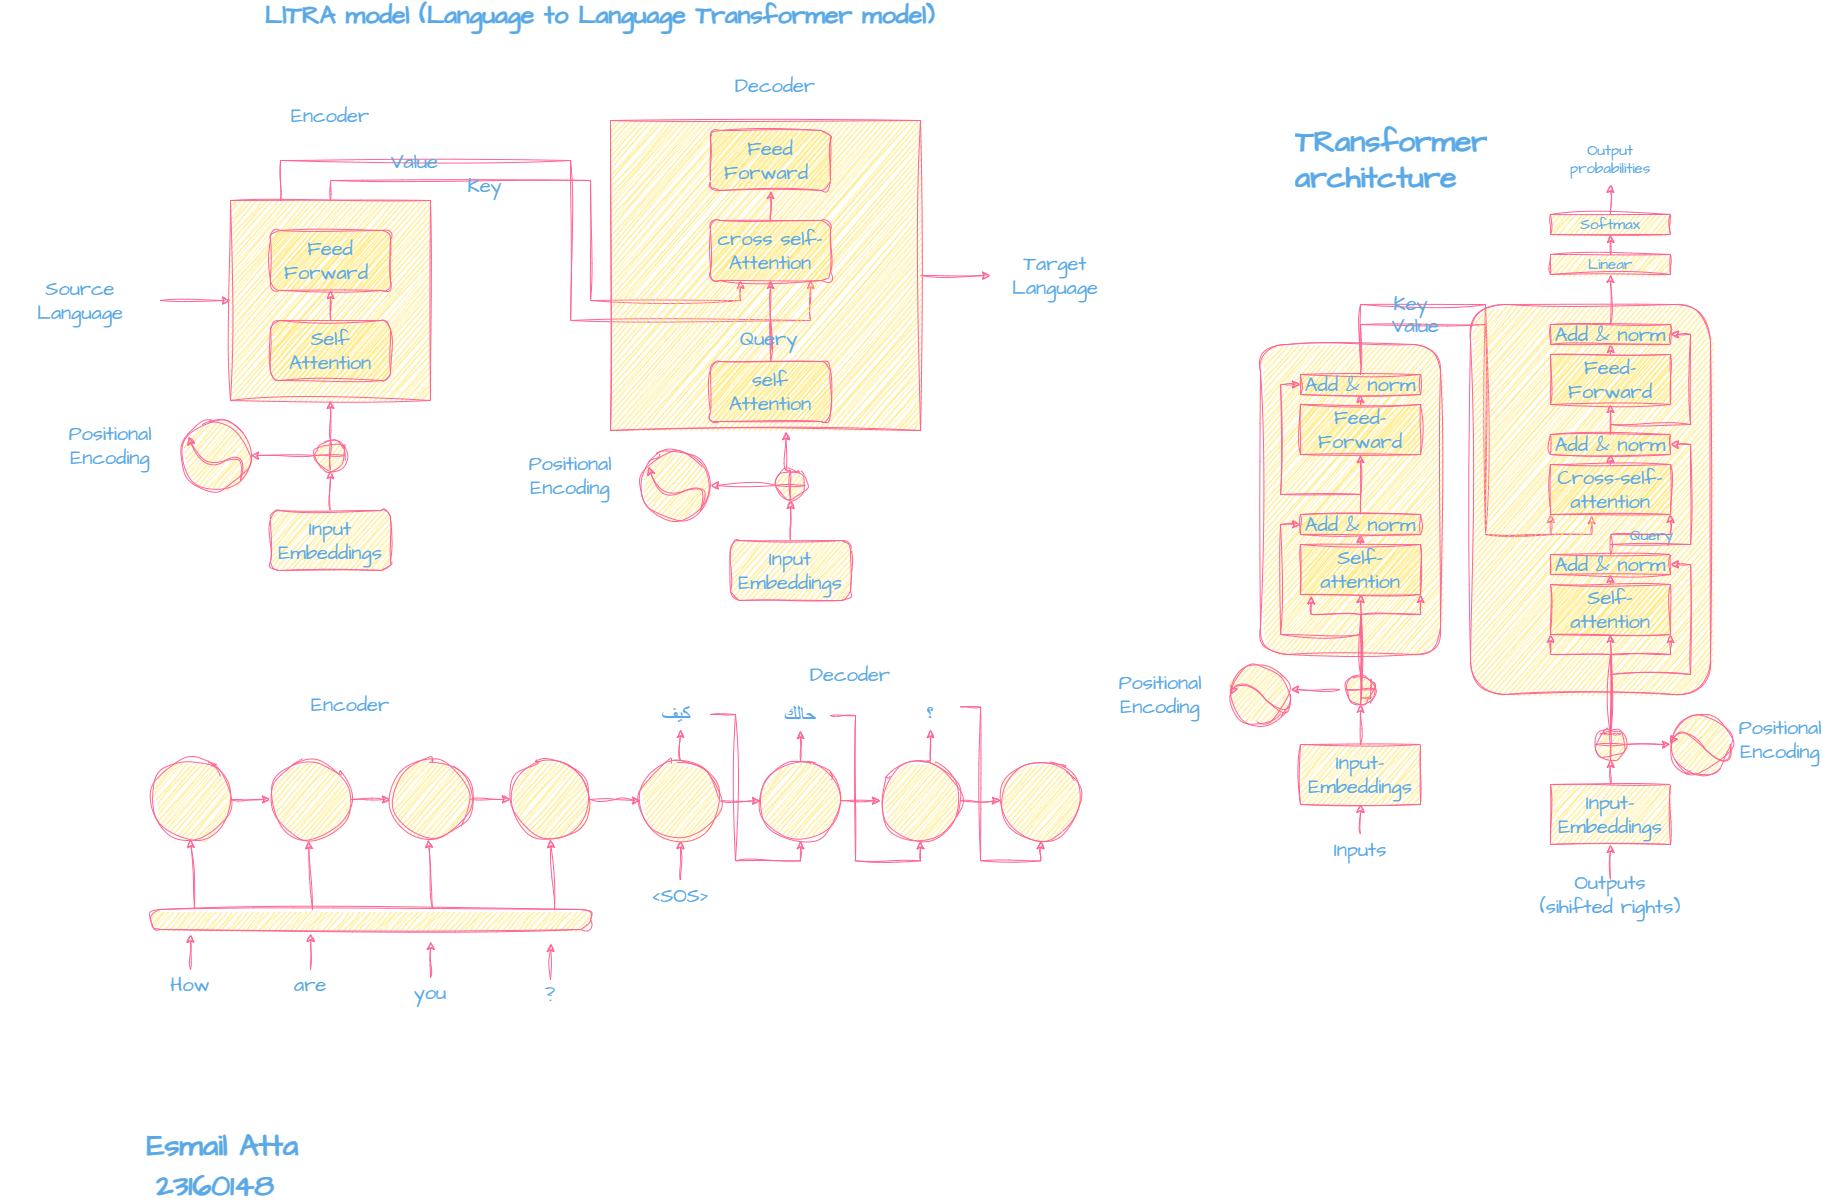 LITRA model (Language to Language Transformer model)
Encoder
Value
Key
Feed
Forward
Self-
Attention
Source
Language
Positional
Encoding
Input
Embeddings
Decoder
Feed
Forward
cross self-
Attention
Query
self
Attention
Target
Language
Positional
Encoding
Input
Embeddings
Encoder
How
are
you
?
Decoder
كيف
حالك
؟
<SOS>
TRansformer
architcture
Key
Value
Add & norm
Feed-
Forward
Add & norm
Self-
attention
Positional
Encoding
Input-
Embeddings
Inputs
Output
probabilities
Softmax
Linear
Add & norm
Feed-
Forward
Add & norm
Cross-self-
attention
Query
Add & norm
Self-
attention
Positional
Encoding
Input-
Embeddings
Outputs
(sihifted rights)
Esmail Atta
23160148